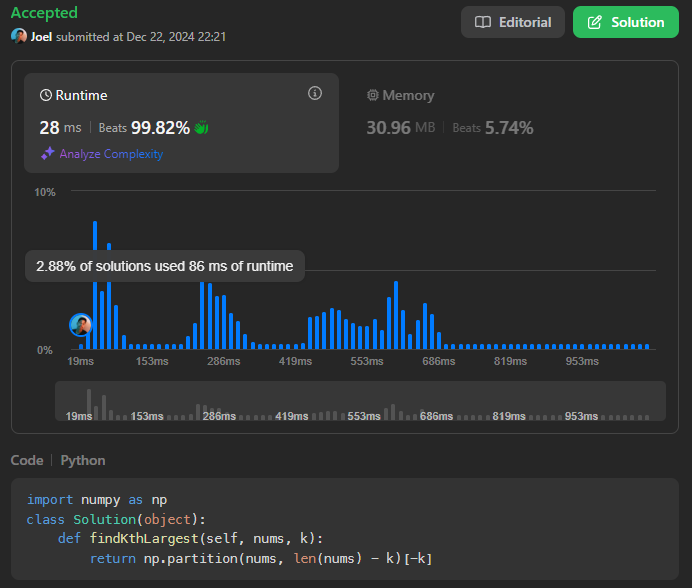 Accepted
Joel submitted at Dec 22, 2024 22:21
Editorial
Solution
Runtime
28 ms | Beats 99.82%
Analyze Complexity
Memory
30.96 MB | Beats 5.74%
10%
2.88% of solutions used 86 ms of runtime
0%
19ms 153ms 286ms 419ms 553ms 686ms 819ms 953ms
19ms 153ms 286ms 419ms 553ms 686ms 819ms 953ms
Code | Python
import numpy as np
class Solution(object):
    def findKthLargest(self, nums, k):
        return np.partition(nums, len(nums) - k)[-k]